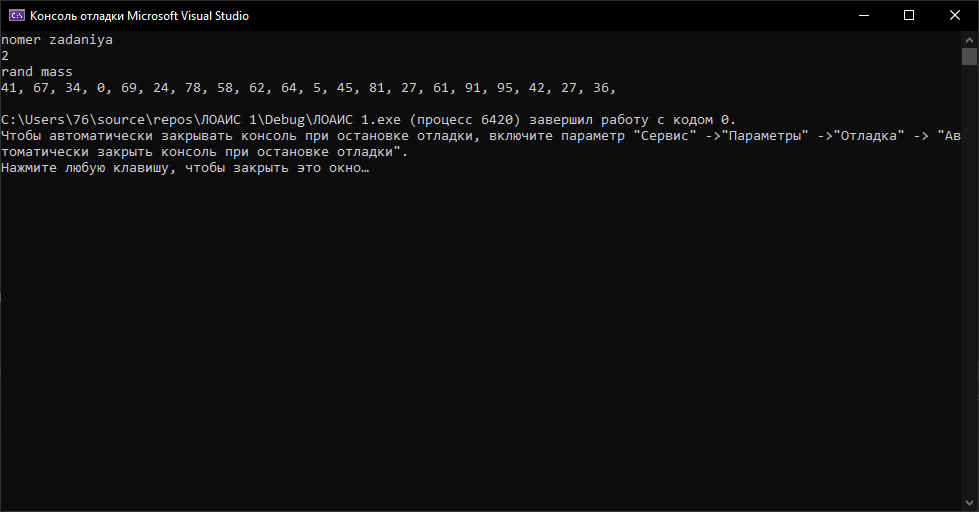 Консоль отладки Microsoft Visual Studio
nomer zadaniya
2
rand mass
41, 67, 34, 0, 69, 24, 78, 58, 62, 64, 5, 45, 81, 27, 61, 91, 95, 42, 27, 36,
C:\Users\76\source\repos\ЛОАИС 1\Debug\ЛОАИС 1.exe (процесс 6420) завершил работу с кодом 0.
Чтобы автоматически закрывать консоль при остановке отладки, включите параметр "Сервис" ->"Параметры" ->"Отладка" -> "Ав
томатически закрыть консоль при остановке отладки".
Нажмите любую клавишу, чтобы закрыть это окно…